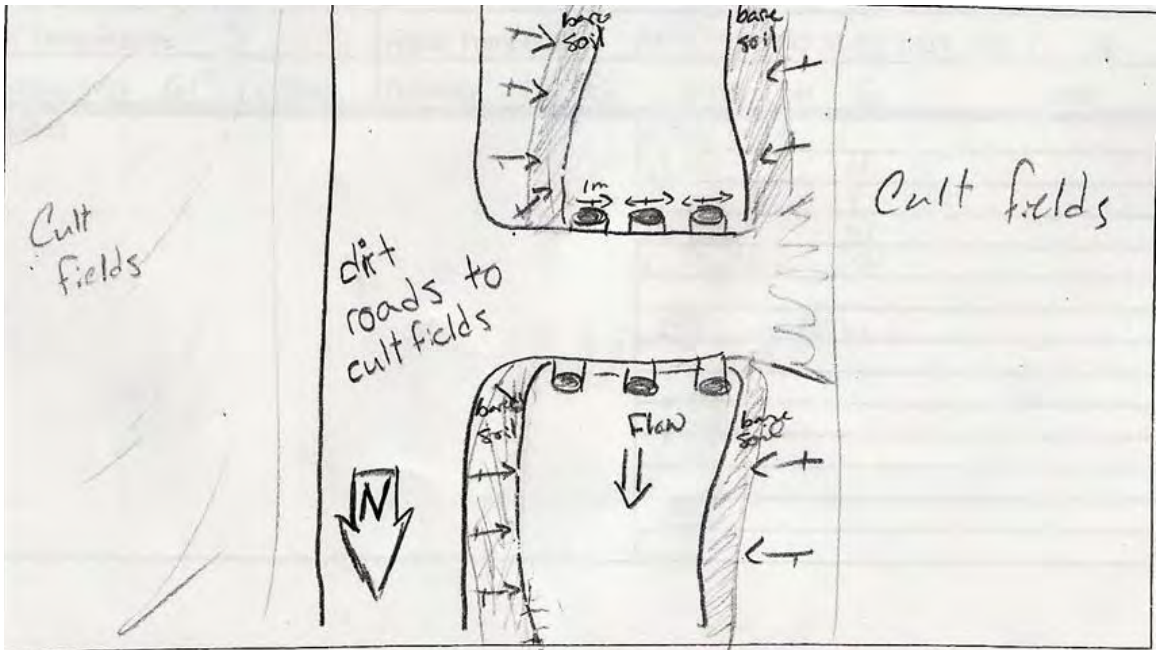 bare
soil
bare
soil
1m
Cult
fields
Cult fields
dirt
roads to
cult fields
bare
soil
Flow
bare
soil
N